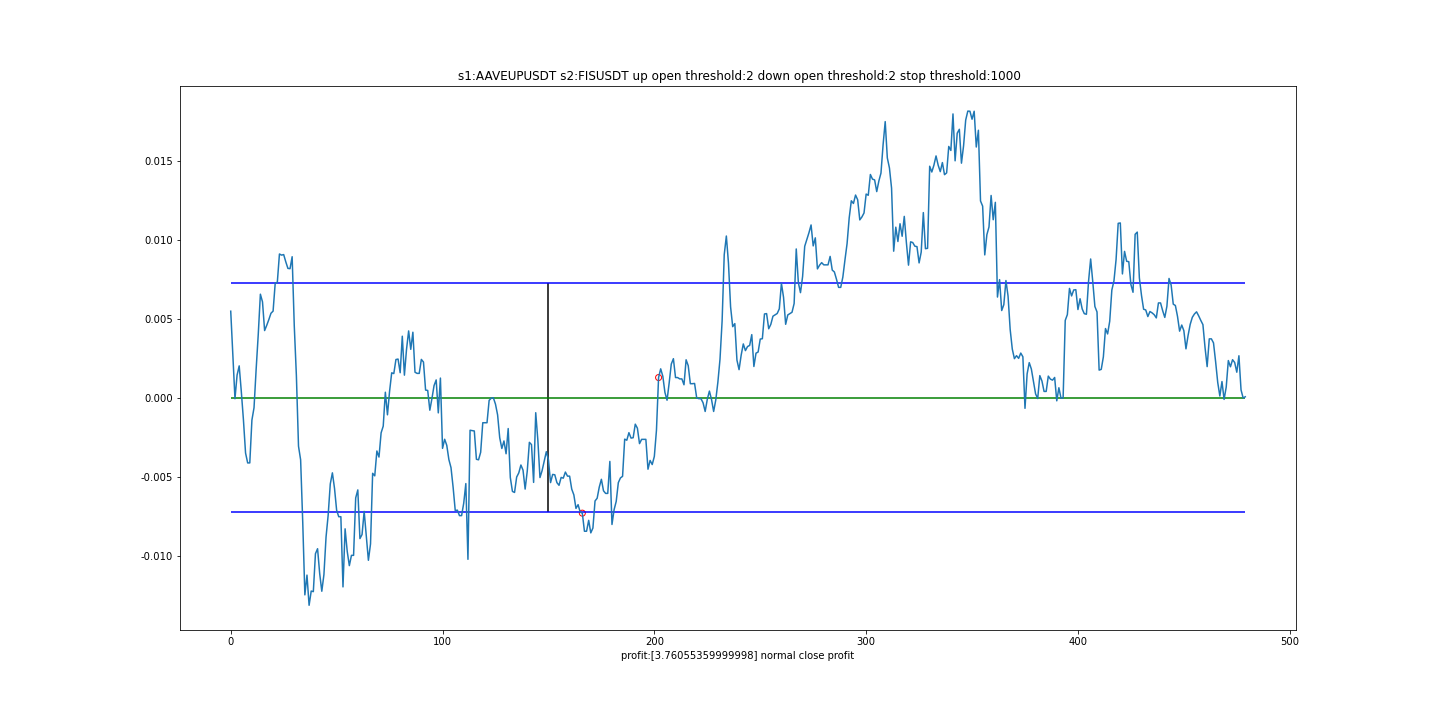 s1:AAVEUPUSDT s2:FISUSDT up open threshold:2 down open threshold:2 stop threshold:1000
0.015
0.010
0.005
0.000
-0.005
-0.010
0 100 200 300 400 500
profit:[3.76055359999998] normal close profit